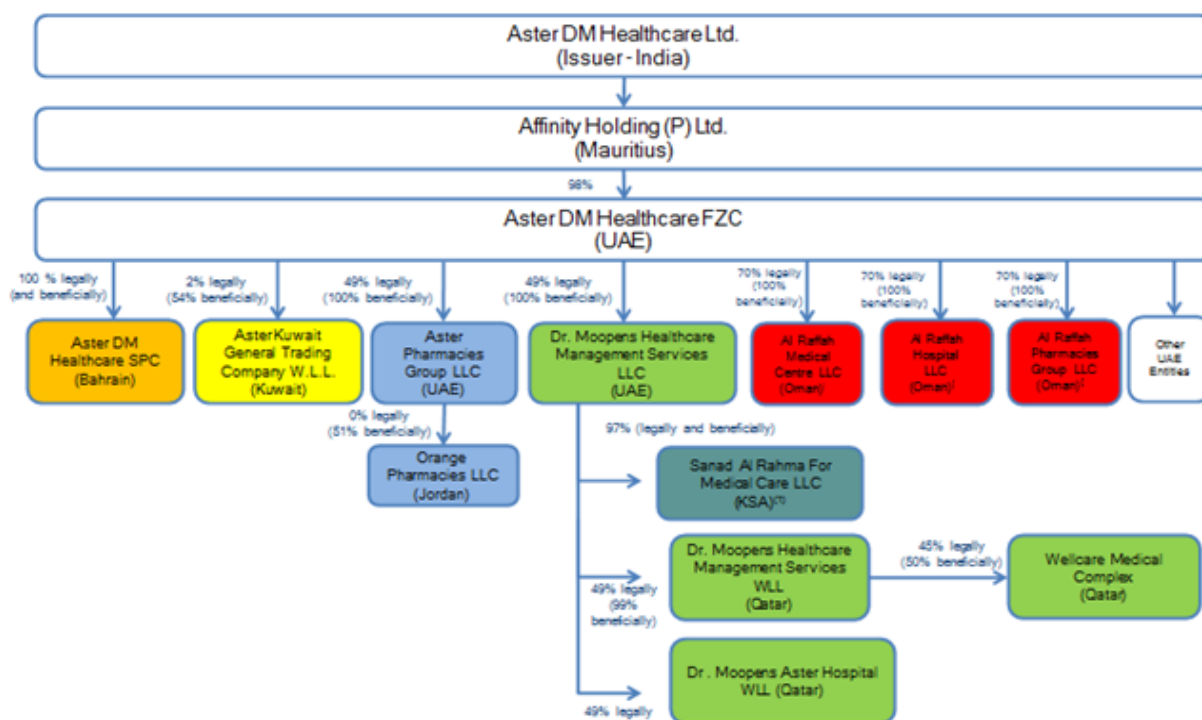 Aster DM Healthcare Ltd.
(Issuer - India)
Affinity Holding (P) Ltd.
(Mauritius)
98%
Aster DM Healthcare FZC
(UAE)
100 % legally
(and beneficially)
2% legally
(54% beneficially)
49% legally
(100% beneficially)
49% legally
(100% beneficially)
70% legally
(100%
beneficially)
70% legally
(100%
beneficially)
70% legally
(100%
beneficially)
Aster DM
Healthcare SPC
(Bahrain)
Aster Kuwait
General Trading
Company W.L.L.
(Kuwait)
Aster
Pharmacies
Group LLC
(UAE)
Dr. Moopens Healthcare
Management Services
LLC
(UAE)
Al Raffah
Medical
Centre LLC
(Oman)
Al Raffah
Hospital
LLC
(Oman)
Al Raffah
Pharmacies
Group LLC
(Oman)
Other
UAE
Entities
0% legally
(51% beneficially)
Orange
Pharmacies LLC
(Jordan)
97% (legally and beneficially)
Sanad Al Rahma For
Medical Care LLC
(KSA)
49% legally
(99%
beneficially)
Dr. Moopens Healthcare
Management Services
WLL
(Qatar)
45% legally
(50% beneficially)
Wellcare Medical
Complex
(Qatar)
49% legally
Dr . Moopens Aster Hospital
WLL (Qatar)